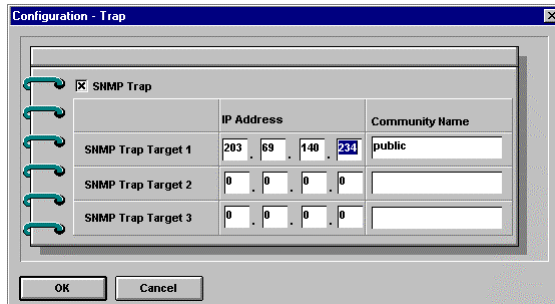 Configuration - Trap
SNMP Trap
IP Address Community Name
SNMP Trap Target 1 203 . 69 . 140 . 234 public
SNMP Trap Target 2 0 . 0 . 0 . 0
SNMP Trap Target 3 0 . 0 . 0 . 0
OK Cancel